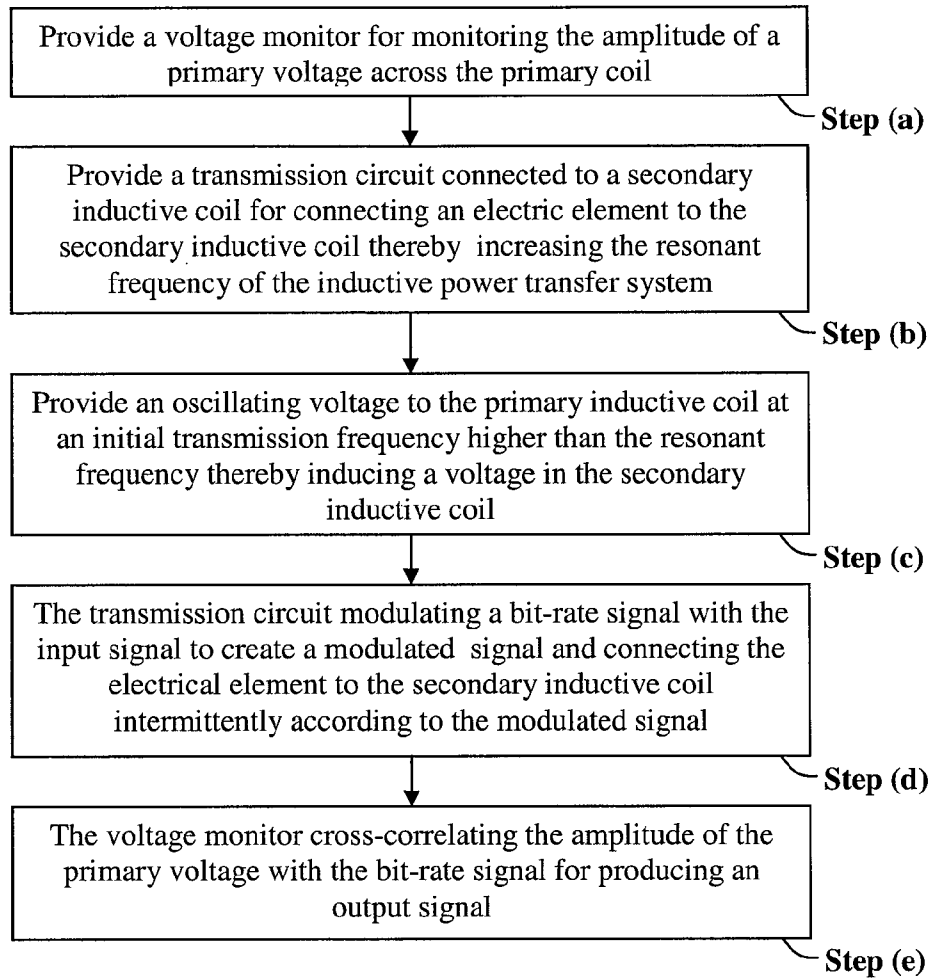 Provide a voltage monitor for monitoring the amplitude of a
primary voltage across the primary coil
Step (a)
Provide a transmission circuit connected to a secondary
inductive coil for connecting an electric element to the
secondary inductive coil thereby increasing the resonant
frequency of the inductive power transfer system
Step (b)
Provide an oscillating voltage to the primary inductive coil at
an initial transmission frequency higher than the resonant
frequency thereby inducing a voltage in the secondary
inductive coil
Step (c)
The transmission circuit modulating a bit-rate signal with the
input signal to create a modulated signal and connecting the
electrical element to the secondary inductive coil
intermittently according to the modulated signal
Step (d)
The voltage monitor cross-correlating the amplitude of the
primary voltage with the bit-rate signal for producing an
output signal
Step (e)